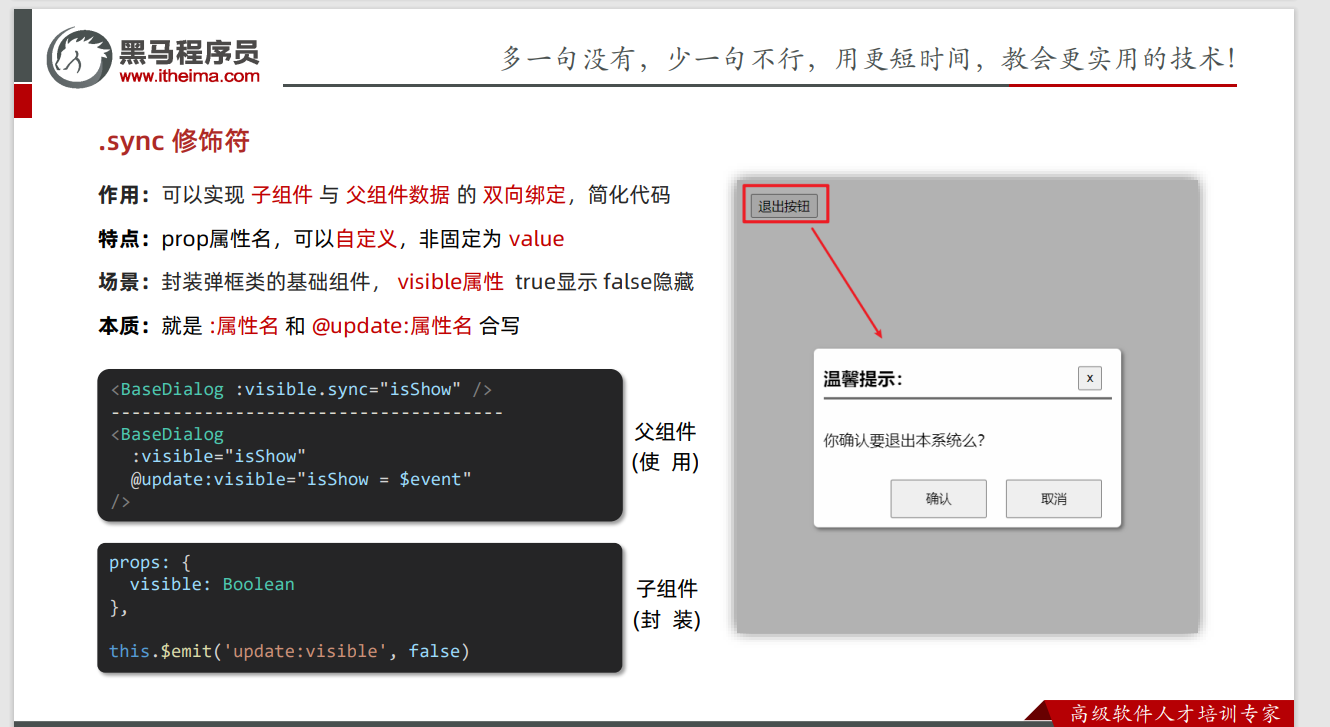 黑马程序员
www.itheima.com
多一句没有，少一句不行，用更短时间，教会更实用的技术！
.sync 修饰符
作用：可以实现 子组件 与 父组件数据 的 双向绑定，简化代码
特点：prop属性名，可以自定义，非固定为 value
场景：封装弹框类的基础组件， visible属性 true显示 false隐藏
本质：就是 :属性名 和 @update:属性名 合写
<BaseDialog :visible.sync="isShow" />
--------------------------------------
<BaseDialog
:visible="isShow"
@update:visible="isShow = $event"
/>
父组件
(使 用)
props: {
visible: Boolean
},
this.$emit('update:visible', false)
子组件
(封 装)
退出按钮
温馨提示：
x
你确认要退出本系统么？
确认
取消
高级软件人才培训专家